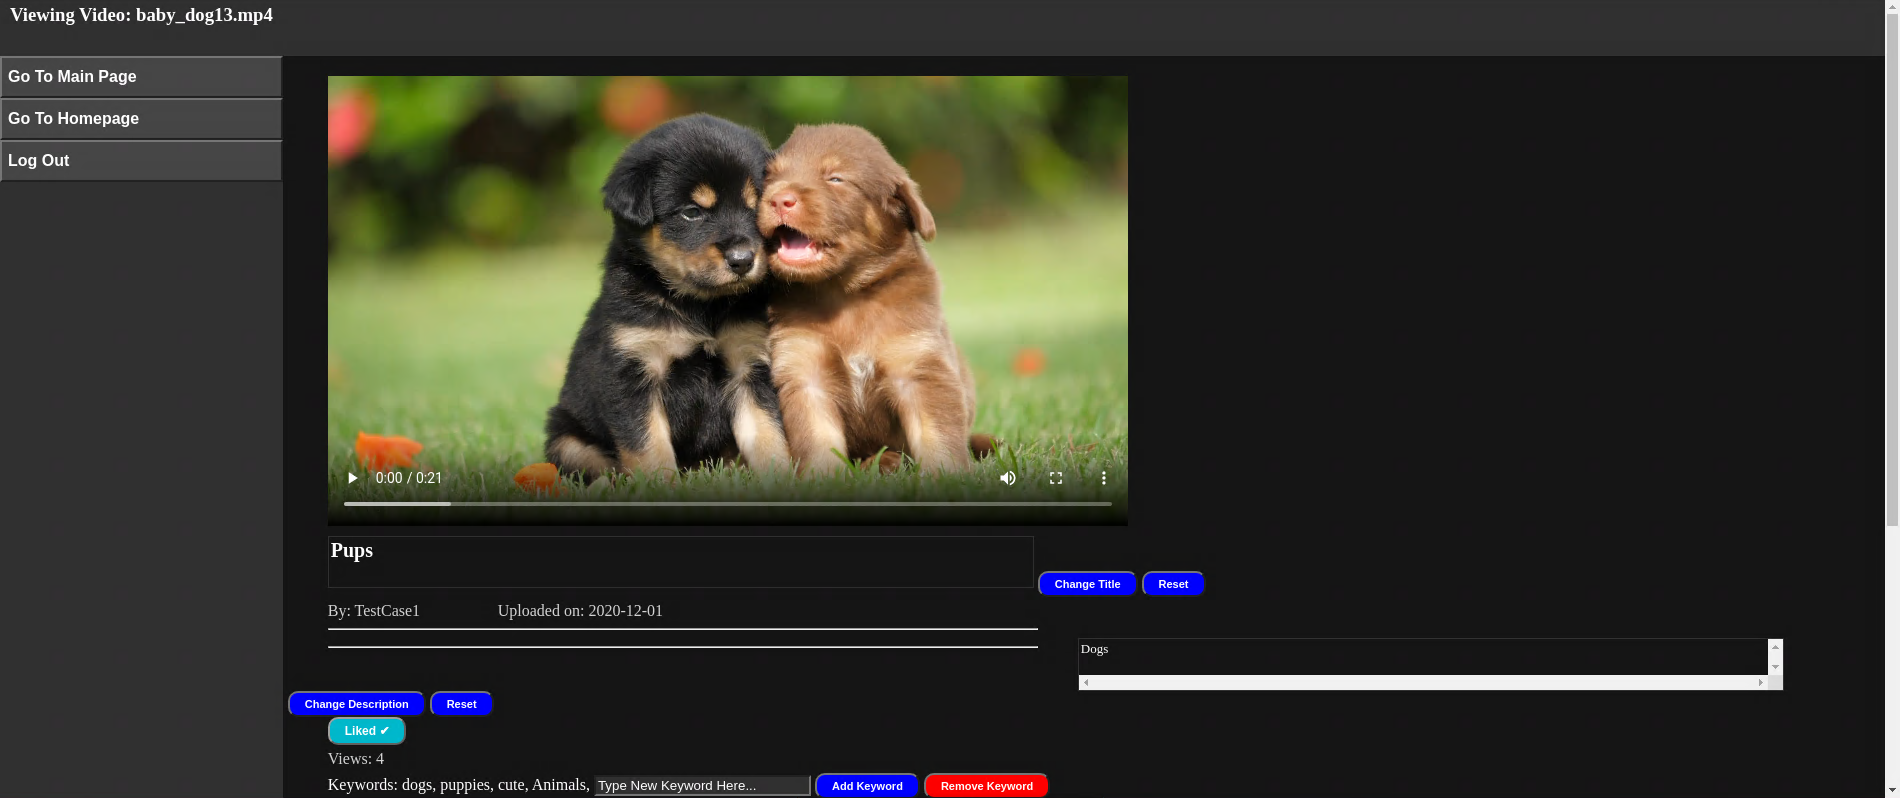 Viewing Video: baby_dog13.mp4
Go To Main Page
Go To Homepage
Log Out
0:00 / 0:21
Pups
Change Title Reset
By: TestCase1 Uploaded on: 2020-12-01
Dogs
Change Description Reset
Liked ✔
Views: 4
Keywords: dogs, puppies, cute, Animals, Type New Keyword Here... Add Keyword Remove Keyword